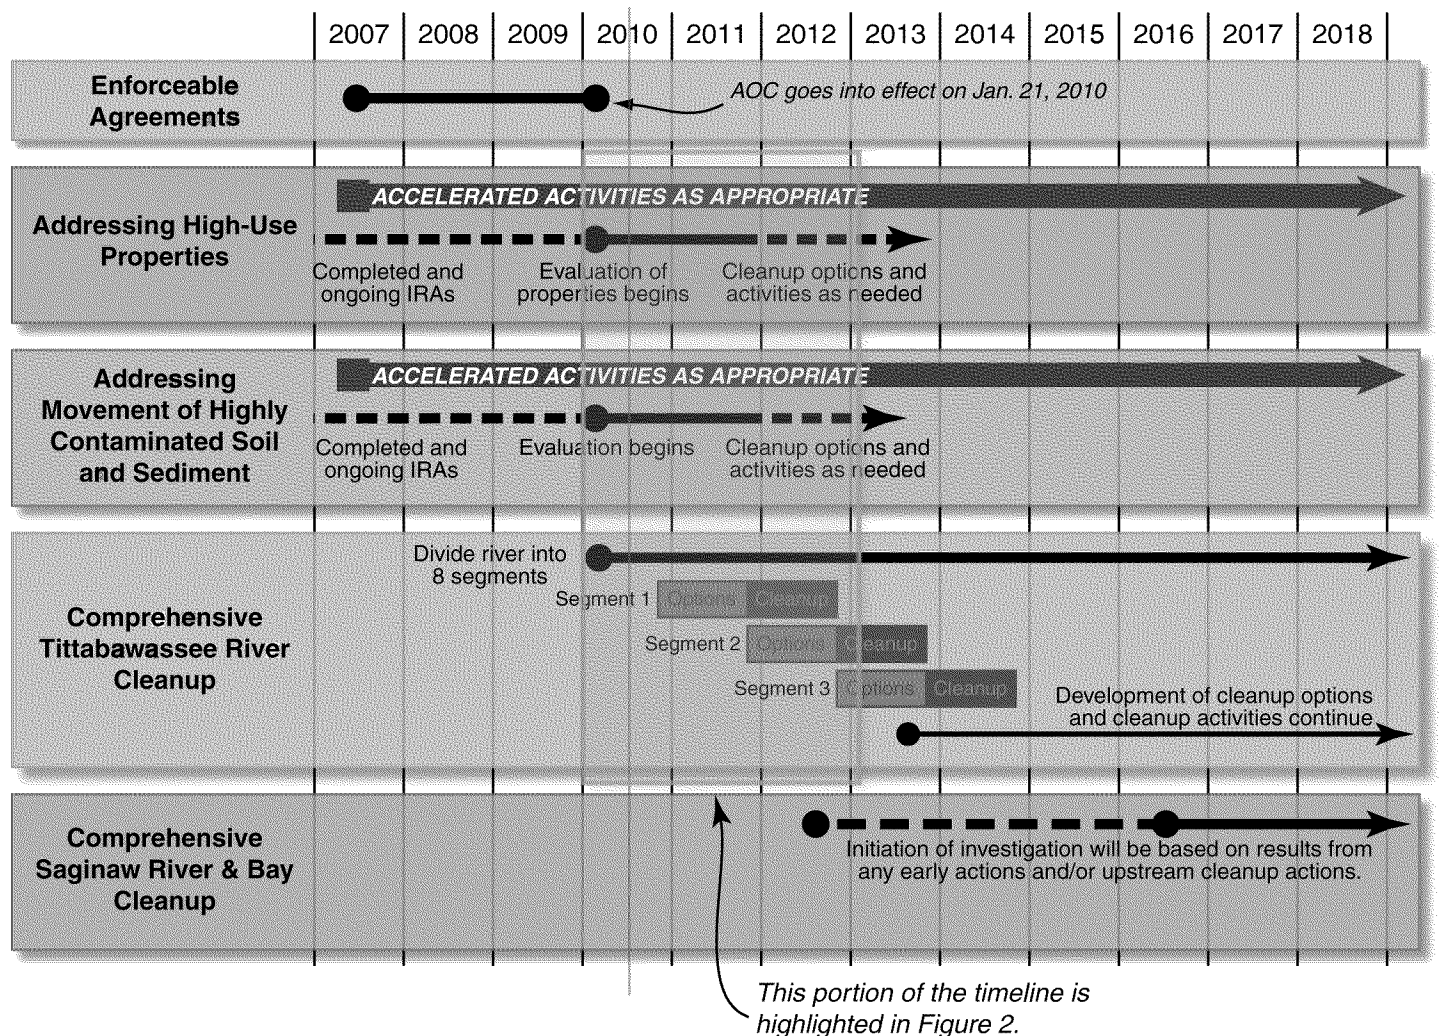 2007 2008 2009 2010 2011 2012 2013 2014 2015 2016 2017 2018
Enforceable
Agreements
AOC goes into effect on Jan. 21, 2010
Addressing High-Use
Properties
ACCELERATED ACTIVITIES AS APPROPRIATE
Completed and
ongoing IRAs
Evaluation of
properties begins
Cleanup options and
activities as needed
Addressing
Movement of Highly
Contaminated Soil
and Sediment
ACCELERATED ACTIVITIES AS APPROPRIATE
Completed and
ongoing IRAs
Evaluation begins
Cleanup options and
activities as needed
Comprehensive
Tittabawassee River
Cleanup
Divide river into
8 segments
Segment 1 Options Cleanup
Segment 2 Options Cleanup
Segment 3 Options Cleanup
Development of cleanup options
and cleanup activities continue
Comprehensive
Saginaw River & Bay
Cleanup
Initiation of investigation will be based on results from
any early actions and/or upstream cleanup actions.
This portion of the timeline is
highlighted in Figure 2.